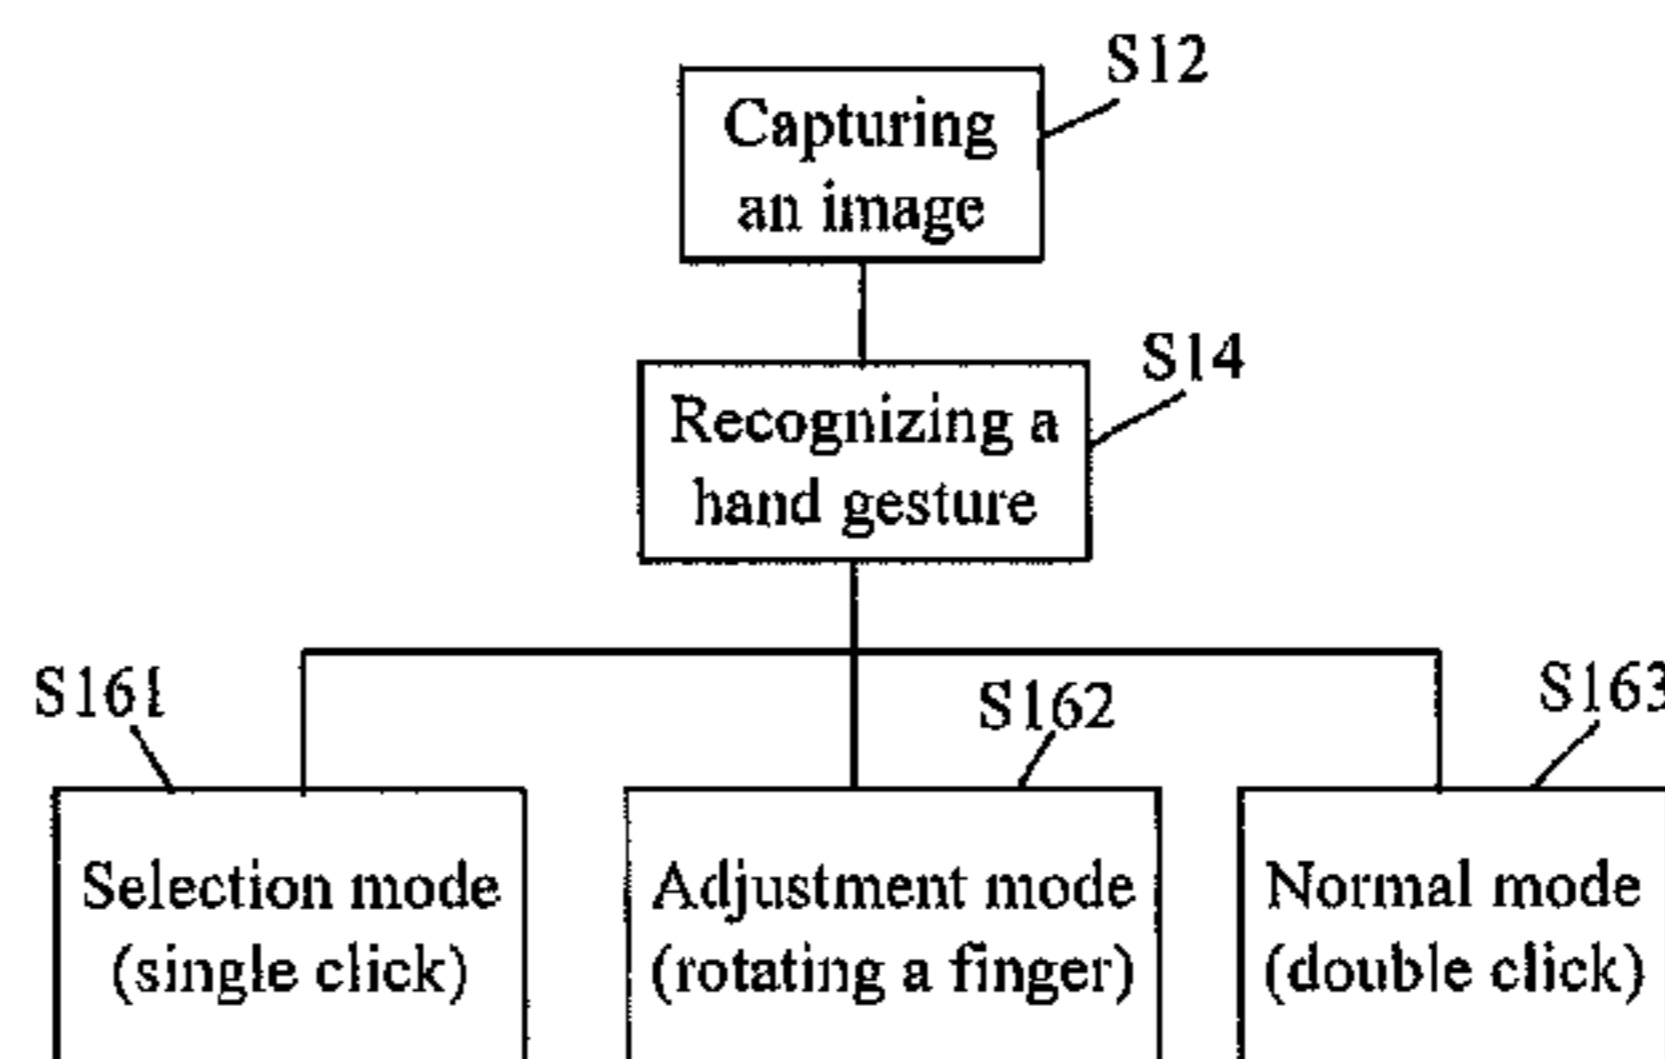 S12
Capturing
an image
S14
Recognizing a
hand gesture
S161
S162
S163
Selection mode
(single click)
Adjustment mode
(rotating a finger)
Normal mode
(double click)